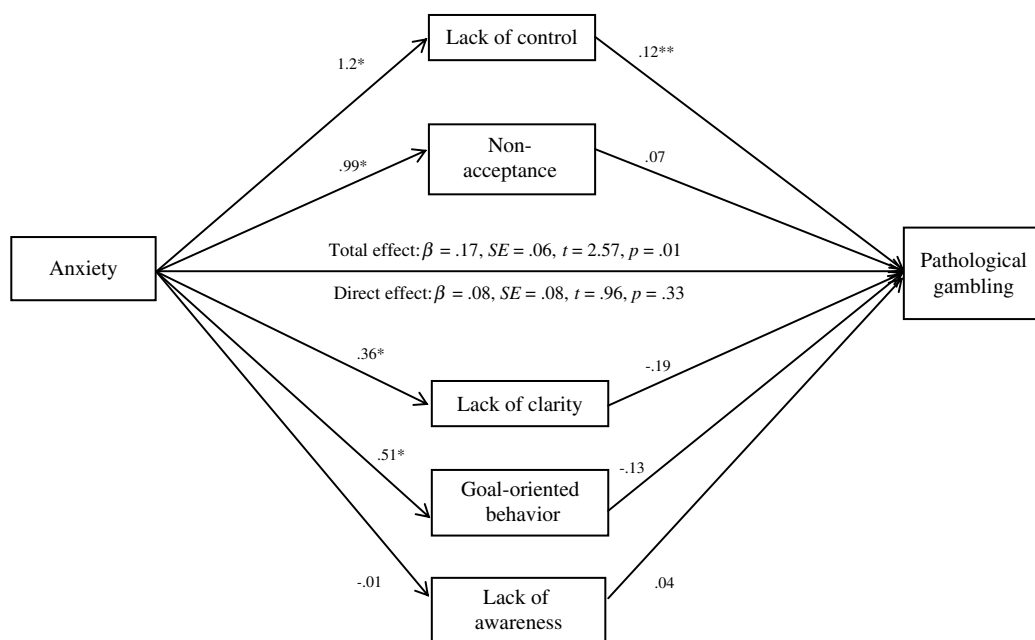 Lack of control
1.2*
.12**
Non-
acceptance
.99*
.07
Anxiety
Total effect: β = .17, SE = .06, t = 2.57, p = .01
Direct effect: β = .08, SE = .08, t = .96, p = .33
Pathological
gambling
.36*
-.19
Lack of clarity
.51*
-.13
Goal-oriented
behavior
-.01
.04
Lack of
awareness